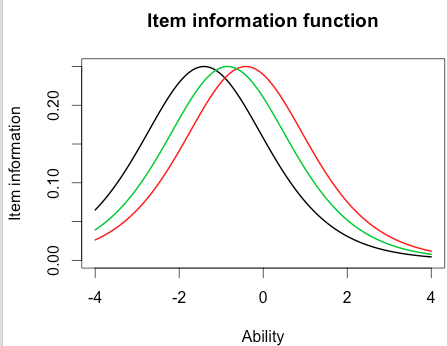 Item information function
Item information
0.20
0.10
0.00
-4 -2 0 2 4
Ability